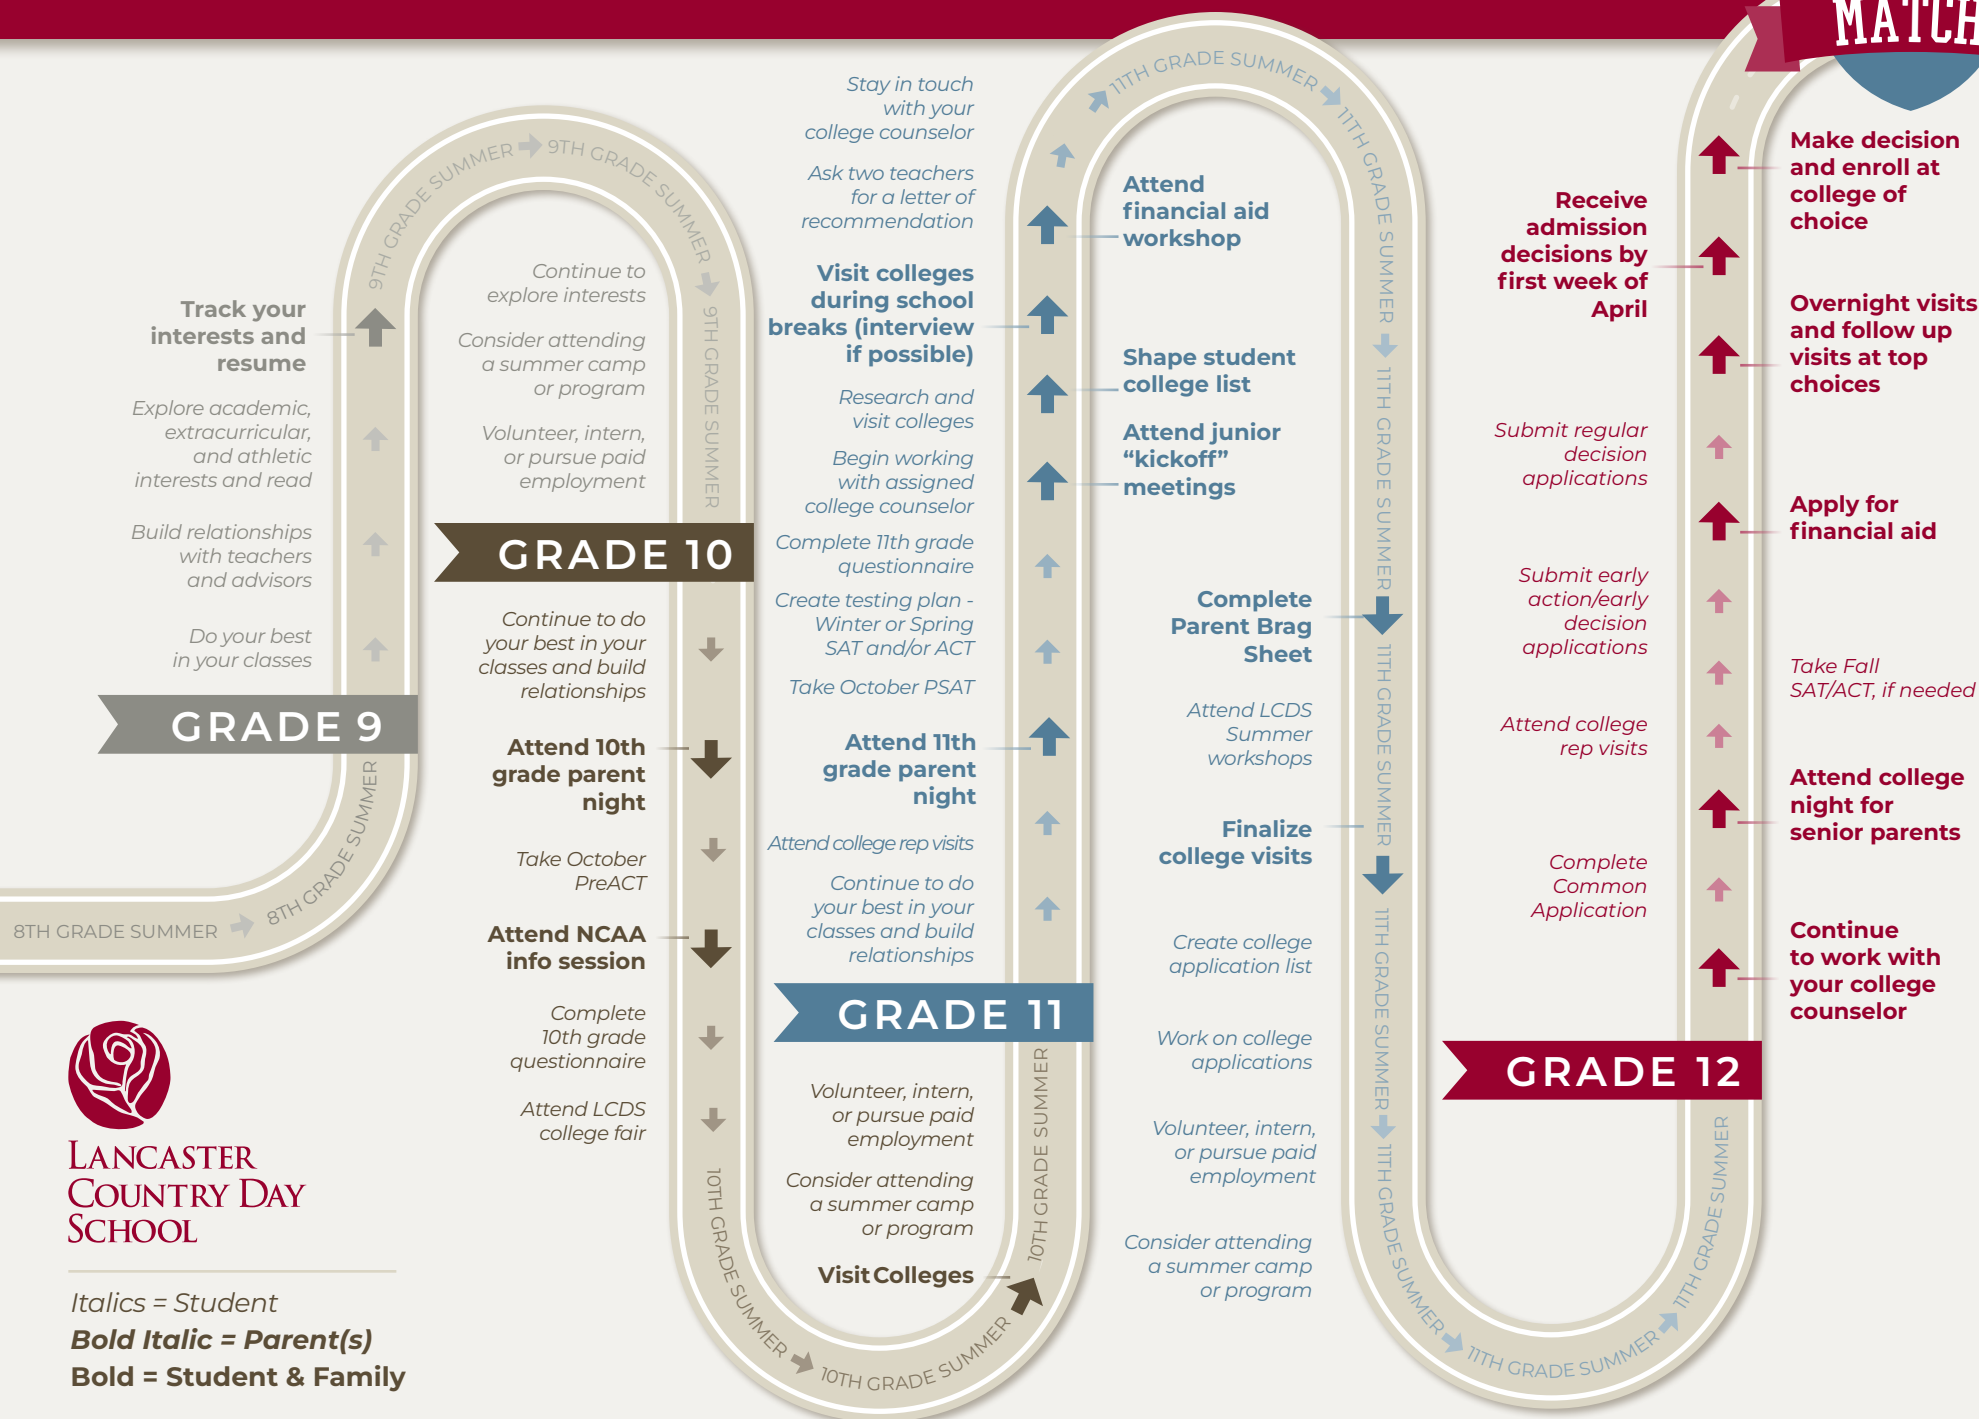 MATCH
8TH GRADE SUMMER
8TH GRADE SUMMER
GRADE 9
Do your best
in your classes
Build relationships
with teachers
and advisors
Explore academic,
extracurricular,
and athletic
interests and read
Track your
interests and
resume
9TH GRADE SUMMER
9TH GRADE SUMMER
9TH GRADE SUMMER
Continue to
explore interests
Consider attending
a summer camp
or program
Volunteer, intern,
or pursue paid
employment
GRADE 10
Continue to do
your best in your
classes and build
relationships
Attend 10th
grade parent
night
Take October
PreACT
Attend NCAA
info session
Complete
10th grade
questionnaire
Attend LCDS
college fair
10TH GRADE SUMMER
10TH GRADE SUMMER
10TH GRADE SUMMER
Volunteer, intern,
or pursue paid
employment
Consider attending
a summer camp
or program
Visit Colleges
GRADE 11
Stay in touch
with your
college counselor
Ask two teachers
for a letter of
recommendation
Visit colleges
during school
breaks (interview
if possible)
Research and
visit colleges
Begin working
with assigned
college counselor
Complete 11th grade
questionnaire
Create testing plan -
Winter or Spring
SAT and/or ACT
Take October PSAT
Attend 11th
grade parent
night
Attend college rep visits
Continue to do
your best in your
classes and build
relationships
Attend
financial aid
workshop
Shape student
college list
Attend junior
“kickoff”
meetings
11TH GRADE SUMMER
11TH GRADE SUMMER
11TH GRADE SUMMER
11TH GRADE SUMMER
11TH GRADE SUMMER
11TH GRADE SUMMER
11TH GRADE SUMMER
11TH GRADE SUMMER
Complete
Parent Brag
Sheet
Attend LCDS
Summer
workshops
Finalize
college visits
Create college
application list
Work on college
applications
Volunteer, intern,
or pursue paid
employment
Consider attending
a summer camp
or program
GRADE 12
Receive
admission
decisions by
first week of
April
Submit regular
decision
applications
Submit early
action/early
decision
applications
Attend college
rep visits
Complete
Common
Application
Make decision
and enroll at
college of
choice
Overnight visits
and follow up
visits at top
choices
Apply for
financial aid
Take Fall
SAT/ACT, if needed
Attend college
night for
senior parents
Continue
to work with
your college
counselor
LANCASTER
COUNTRY DAY
SCHOOL
Italics = Student
Bold Italic = Parent(s)
Bold = Student & Family